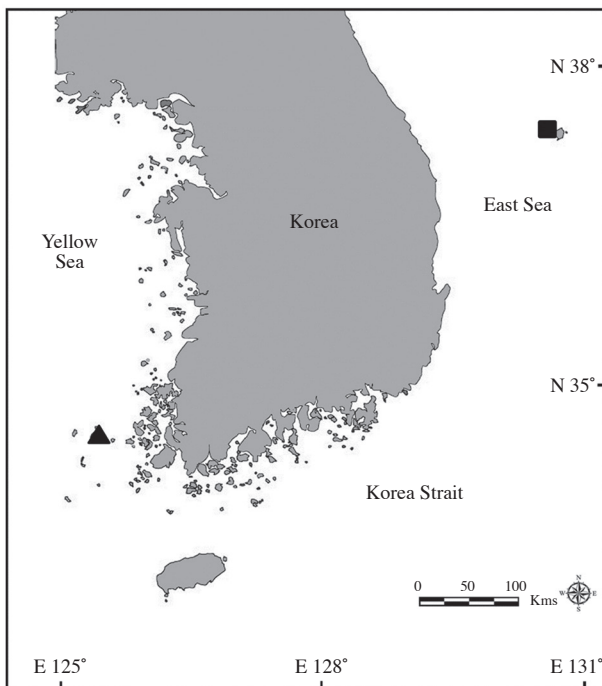 N 38°
East Sea
Korea
Yellow
Sea
N 35°
Korea Strait
0 50 100
Kms
N
W E
S
E 125°
E 128°
E 131°